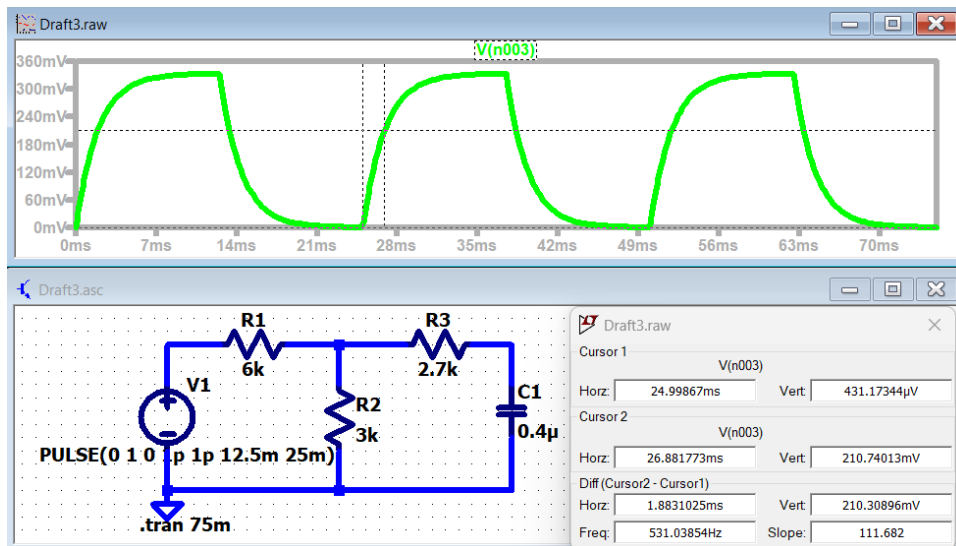 Draft3.raw
V(n003)
360mV
300mV
240mV
180mV
120mV
60mV
0mV
0ms 7ms 14ms 21ms 28ms 35ms 42ms 49ms 56ms 63ms 70ms
Draft3.asc
R1
6k
R3
2.7k
V1
R2
3k
C1
0.4µ
PULSE(0 1 0 1p 1p 12.5m 25m)
.tran 75m
Draft3.raw
Cursor 1
V(n003)
Horz: 24.99867ms Vert: 431.17344µV
Cursor 2
V(n003)
Horz: 26.881773ms Vert: 210.74013mV
Diff (Cursor2 - Cursor1)
Horz: 1.8831025ms Vert: 210.30896mV
Freq: 531.03854Hz Slope: 111.682